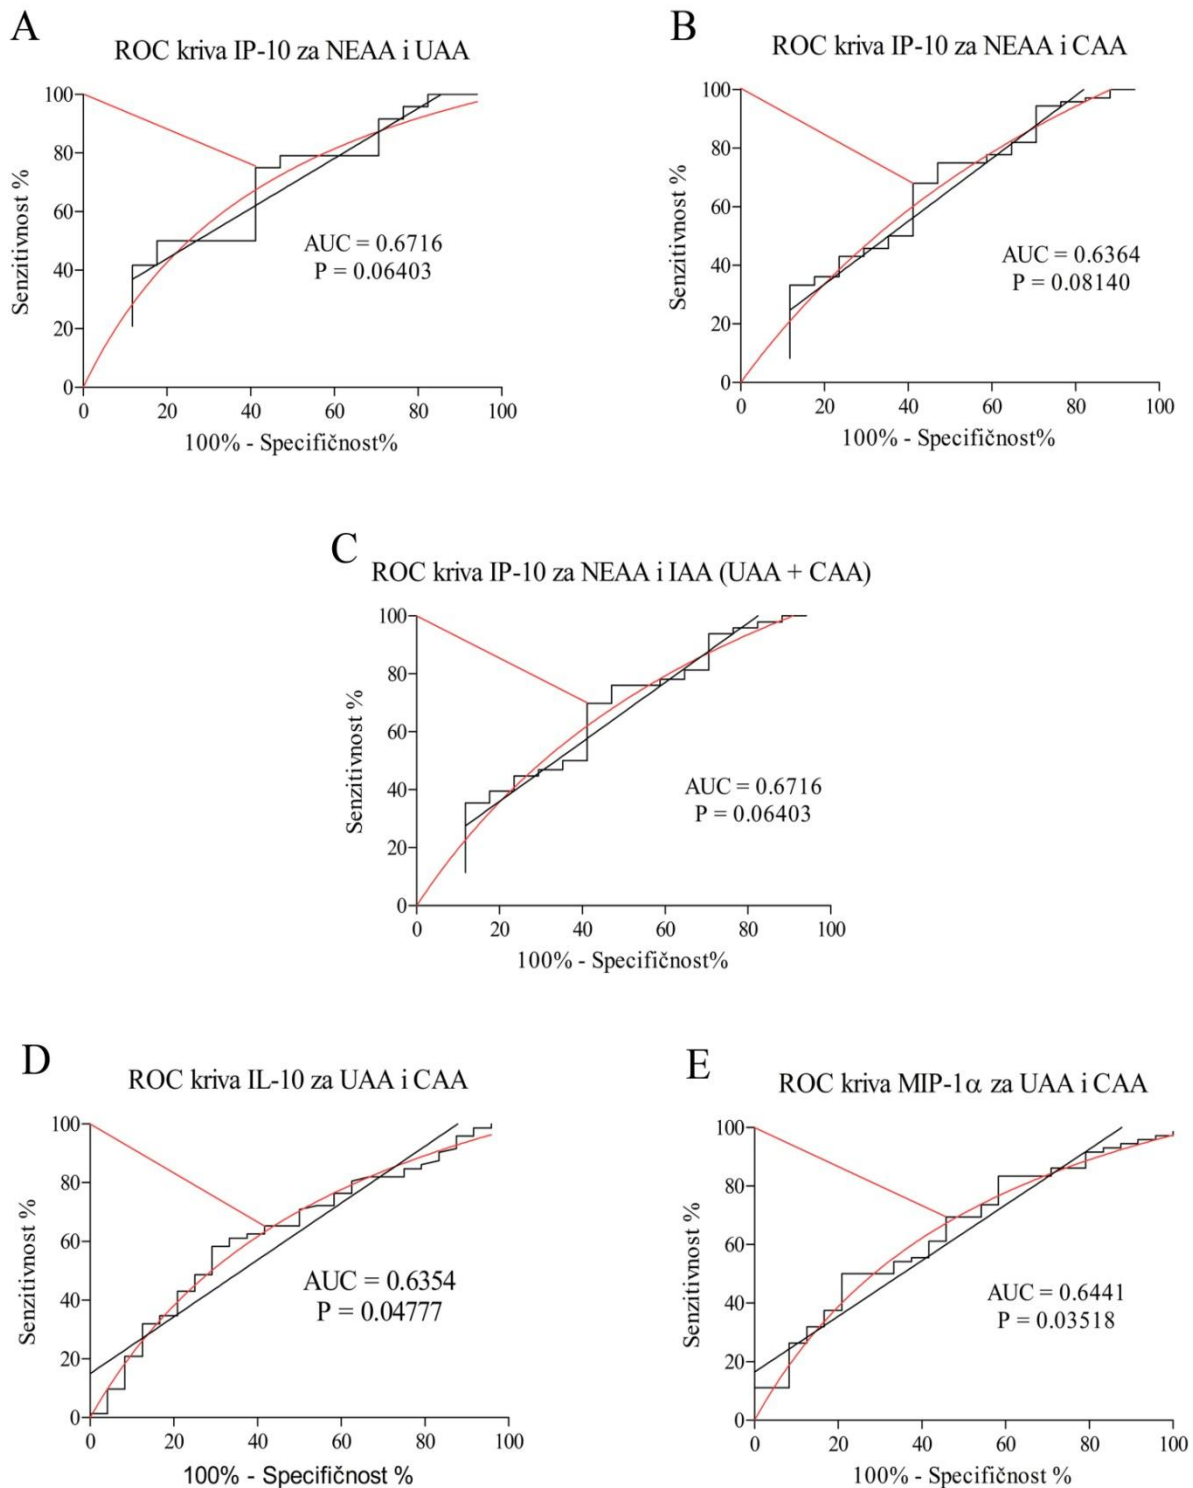 A
ROC kriva IP-10 za NEAA i UAA
100
80
60
40
20
0
Senzitivnost %
AUC = 0.6716
P = 0.06403
0 20 40 60 80 100
100% - Specifičnost%
B
ROC kriva IP-10 za NEAA i CAA
100
80
60
40
20
0
Senzitivnost %
AUC = 0.6364
P = 0.08140
0 20 40 60 80 100
100% - Specifičnost%
C
ROC kriva IP-10 za NEAA i IAA (UAA + CAA)
100
80
60
40
20
0
Senzitivnost %
AUC = 0.6716
P = 0.06403
0 20 40 60 80 100
100% - Specifičnost%
D
ROC kriva IL-10 za UAA i CAA
100
80
60
40
20
0
Senzitivnost %
AUC = 0.6354
P = 0.04777
0 20 40 60 80 100
100% - Specifičnost %
E
ROC kriva MIP-1α za UAA i CAA
100
80
60
40
20
0
Senzitivnost %
AUC = 0.6441
P = 0.03518
0 20 40 60 80 100
100% - Specifičnost %